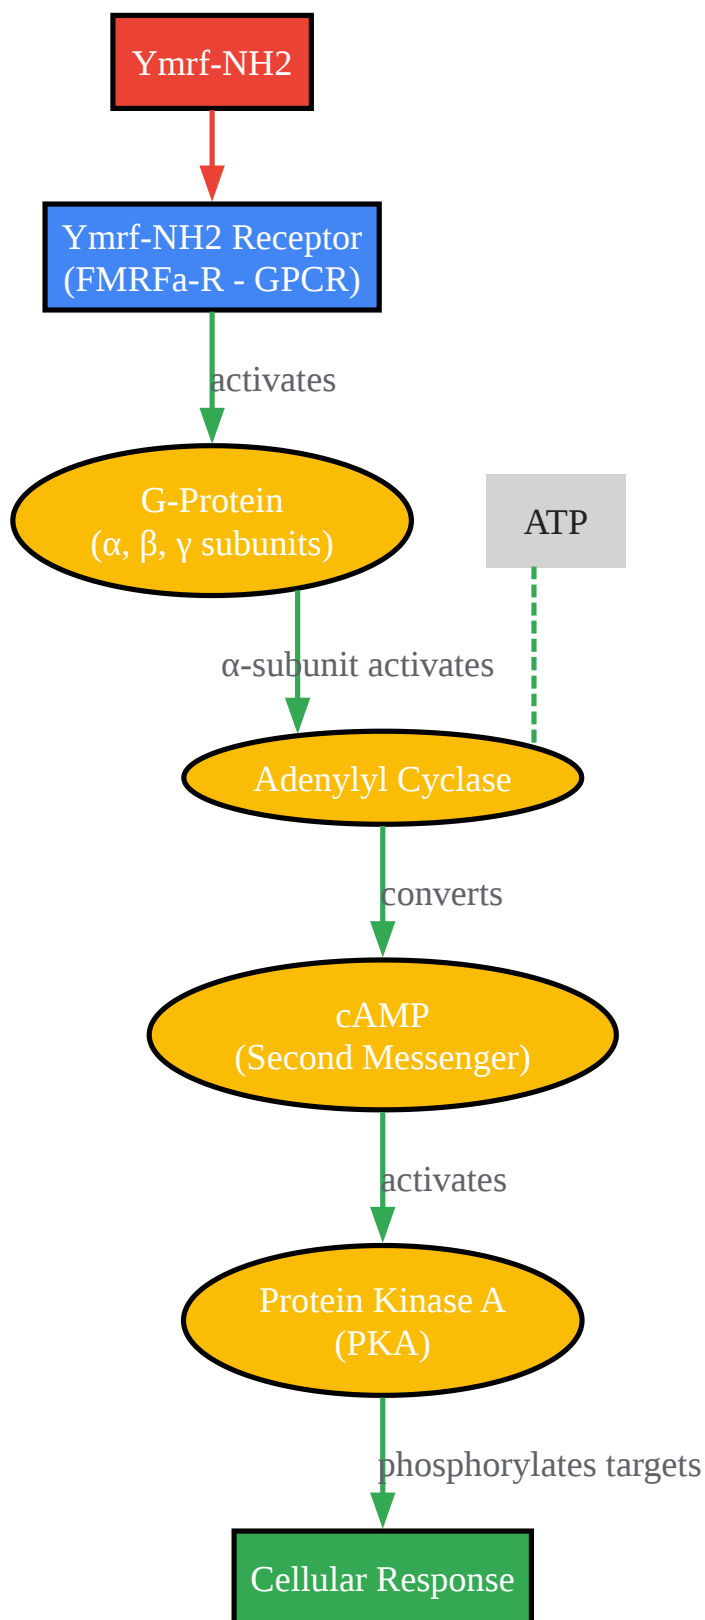 Ymrf-NH2
Ymrf-NH2 Receptor
(FMRFa-R - GPCR)
activates
G-Protein
(α, β, γ subunits)
ATP
α-subunit activates
Adenylyl Cyclase
converts
cAMP
(Second Messenger)
activates
Protein Kinase A
(PKA)
phosphorylates targets
Cellular Response